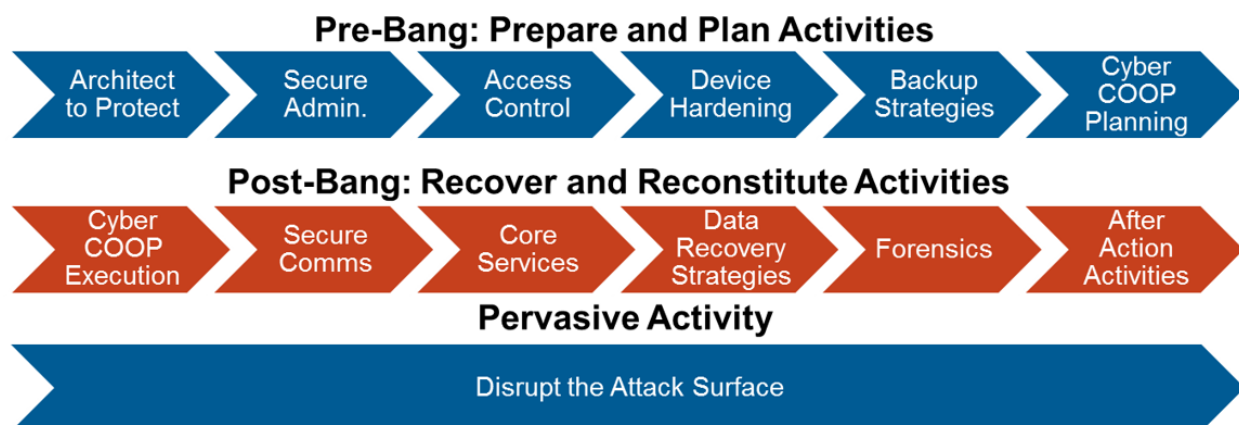 Pre-Bang: Prepare and Plan Activities
Architect
to Protect
Secure
Admin.
Access
Control
Device
Hardening
Backup
Strategies
Cyber
COOP
Planning
Post-Bang: Recover and Reconstitute Activities
Cyber
COOP
Execution
Secure
Comms
Core
Services
Data
Recovery
Strategies
Forensics
After
Action
Activities
Pervasive Activity
Disrupt the Attack Surface